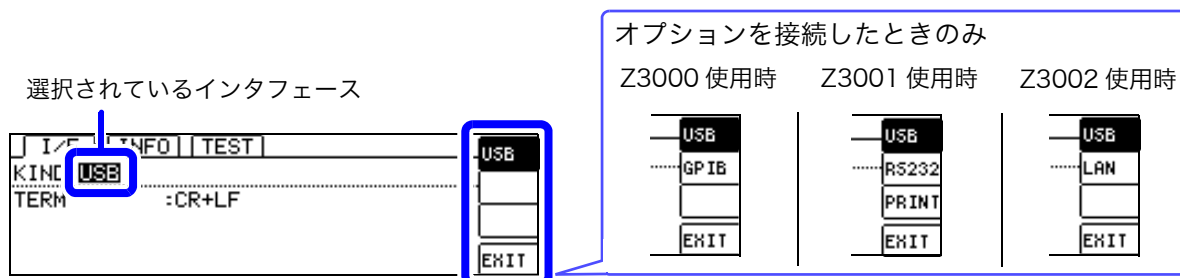 オプションを接続したときのみ
Z3000 使用時
Z3001 使用時
Z3002 使用時
選択されているインタフェース
INFO
TEST
USB
TERM :CR+LF
USB
EXIT
USB
GPIB
EXIT
USB
RS232
PRINT
EXIT
USB
LAN
EXIT